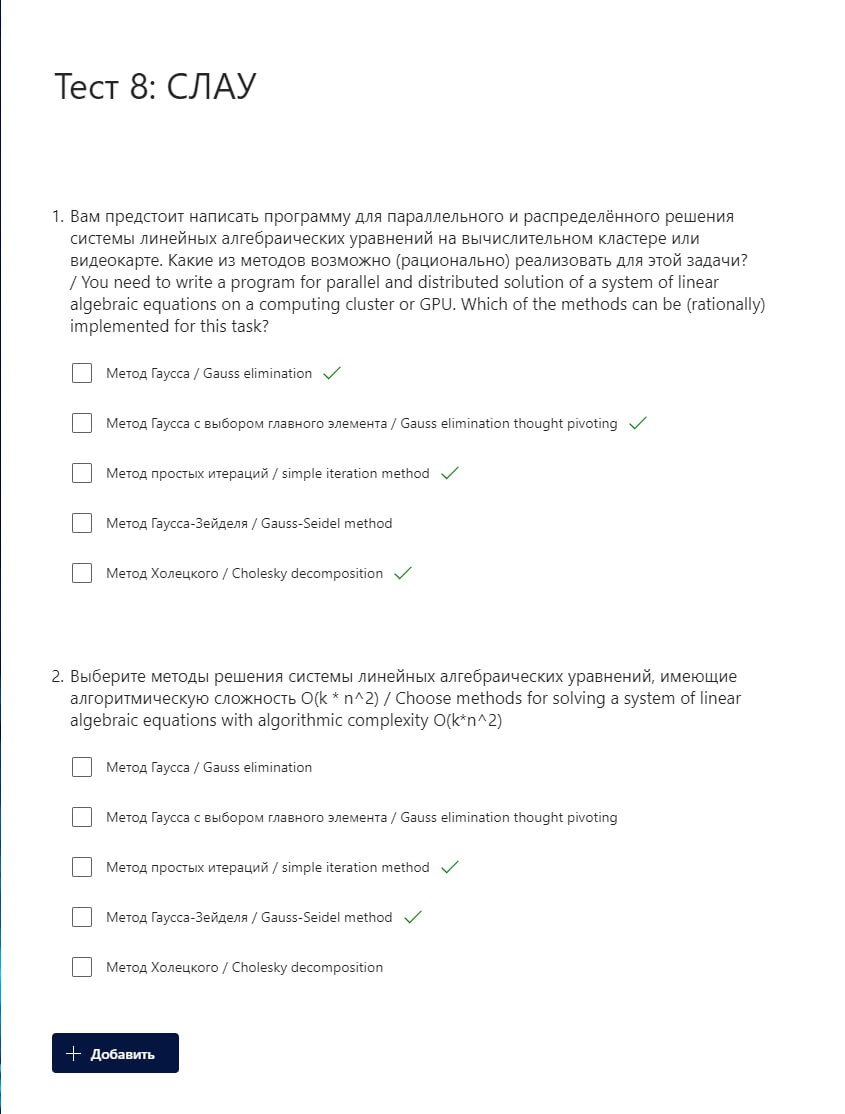 Тест 8: СЛАУ
1. Вам предстоит написать программу для параллельного и распределённого решения
системы линейных алгебраических уравнений на вычислительном кластере или
видеокарте. Какие из методов возможно (рационально) реализовать для этой задачи?
/ You need to write a program for parallel and distributed solution of a system of linear
algebraic equations on a computing cluster or GPU. Which of the methods can be (rationally)
implemented for this task?
Метод Гаусса / Gauss elimination
Метод Гаусса с выбором главного элемента / Gauss elimination thought pivoting
Метод простых итераций / simple iteration method
Метод Гаусса-Зейделя / Gauss-Seidel method
Метод Холецкого / Cholesky decomposition
2. Выберите методы решения системы линейных алгебраических уравнений, имеющие
алгоритмическую сложность O(k * n^2) / Choose methods for solving a system of linear
algebraic equations with algorithmic complexity O(k*n^2)
Метод Гаусса / Gauss elimination
Метод Гаусса с выбором главного элемента / Gauss elimination thought pivoting
Метод простых итераций / simple iteration method
Метод Гаусса-Зейделя / Gauss-Seidel method
Метод Холецкого / Cholesky decomposition
Добавить